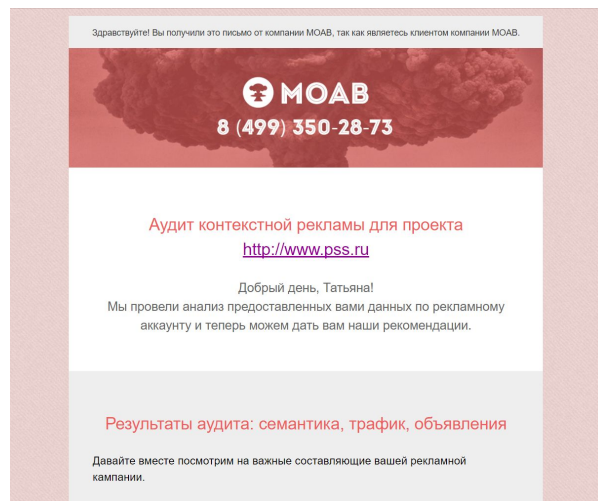 Здравствуйте! Вы получили это письмо от компании МОАВ, так как являетесь клиентом компании МОАВ.
MOAB
8 (499) 350-28-73
Аудит контекстной рекламы для проекта
http://www.pss.ru
Добрый день, Татьяна!
Мы провели анализ предоставленных вами данных по рекламному
аккаунту и теперь можем дать вам наши рекомендации.
Результаты аудита: семантика, трафик, объявления
Давайте вместе посмотрим на важные составляющие вашей рекламной
кампании.